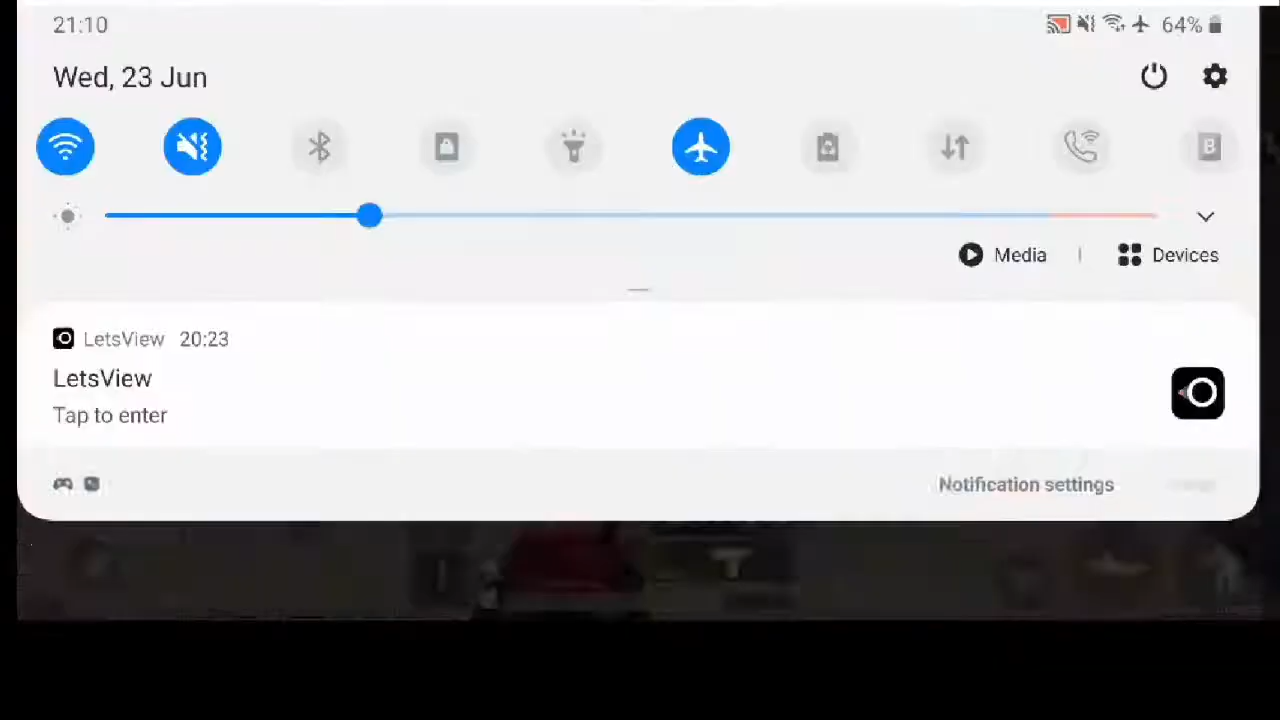 21:10 64%
Wed, 23 Jun
B
Media | Devices
LetsView 20:23
LetsView
Tap to enter
Notification settings